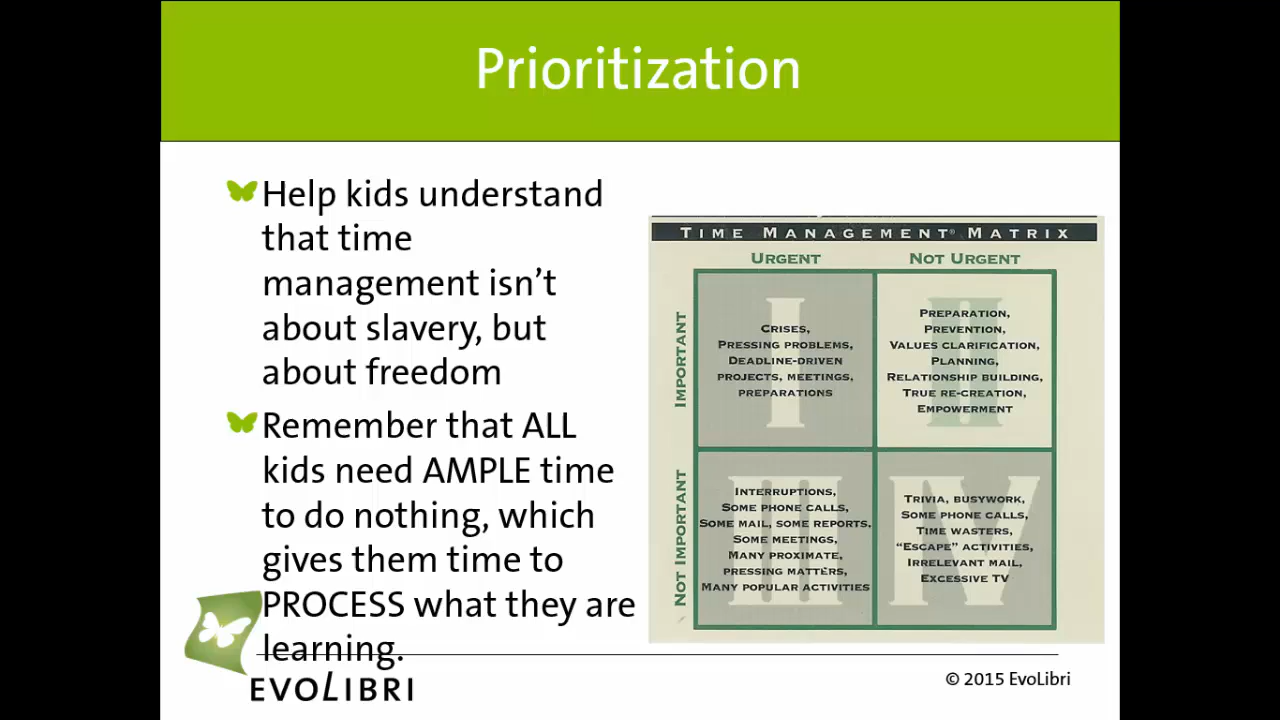 Prioritization
Help kids understand
that time
management isn’t
about slavery, but
about freedom
Remember that ALL
kids need AMPLE time
to do nothing, which
gives them time to
PROCESS what they are
learning.
TIME MANAGEMENT® MATRIX
URGENT
NOT URGENT
IMPORTANT
I
CRISES,
PRESSING PROBLEMS,
DEADLINE-DRIVEN
PROJECTS, MEETINGS,
PREPARATIONS
II
PREPARATION,
PREVENTION,
VALUES CLARIFICATION,
PLANNING,
RELATIONSHIP BUILDING,
TRUE RE-CREATION,
EMPOWERMENT
NOT IMPORTANT
III
INTERRUPTIONS,
SOME PHONE CALLS,
SOME MAIL, SOME REPORTS,
SOME MEETINGS,
MANY PROXIMATE,
PRESSING MATTERS,
MANY POPULAR ACTIVITIES
IV
TRIVIA, BUSYWORK,
SOME PHONE CALLS,
TIME WASTERS,
“ESCAPE” ACTIVITIES,
IRRELEVANT MAIL,
EXCESSIVE TV
EVOLIBRI
© 2015 EvoLibri